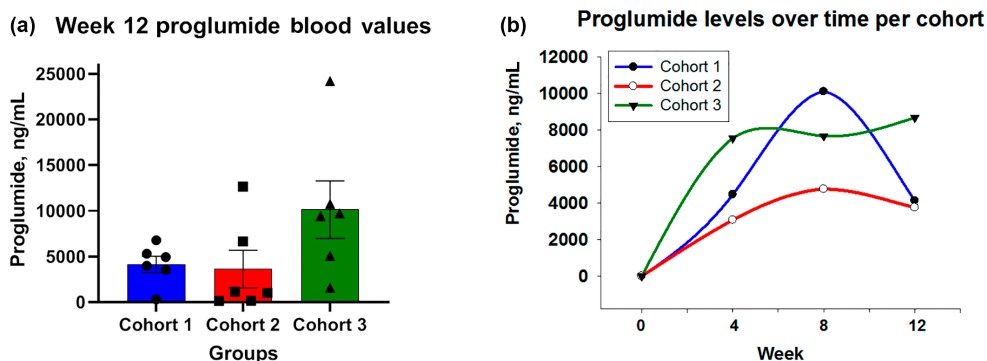 (a) Week 12 proglumide blood values
Proglumide, ng/mL
25000
20000
15000
10000
5000
0
Cohort 1 Cohort 2 Cohort 3
Groups
(b) Proglumide levels over time per cohort
Proglumide, ng/mL
12000
10000
8000
6000
4000
2000
0
Cohort 1
Cohort 2
Cohort 3
0 4 8 12
Week